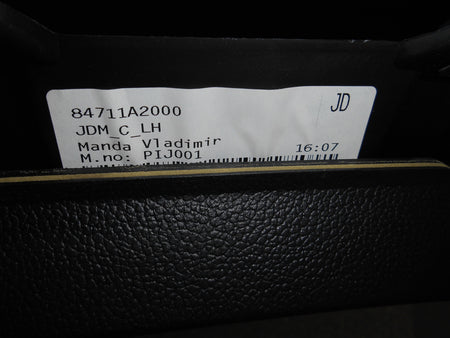 JD
84711A2000
JDM_C_LH
Manda Vladimir 16:07
M.no: PIJ001